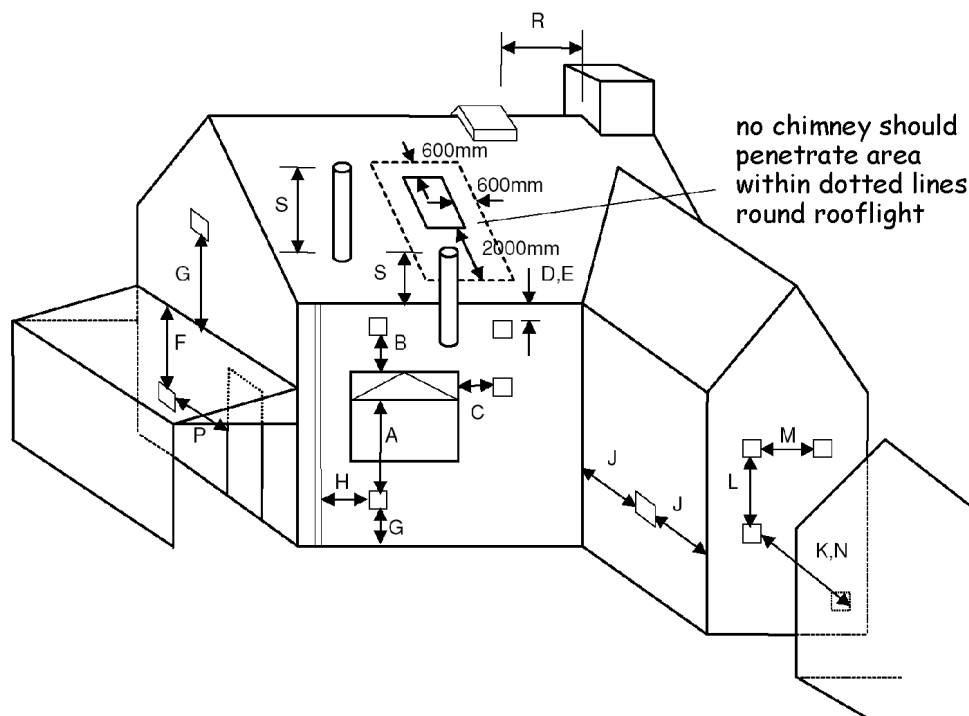 R
no chimney should
penetrate area
within dotted lines
round rooflight
600mm
600mm
S
2000mm
G
S
D,E
F
B
C
P
A
M
J
L
H
J
G
K,N